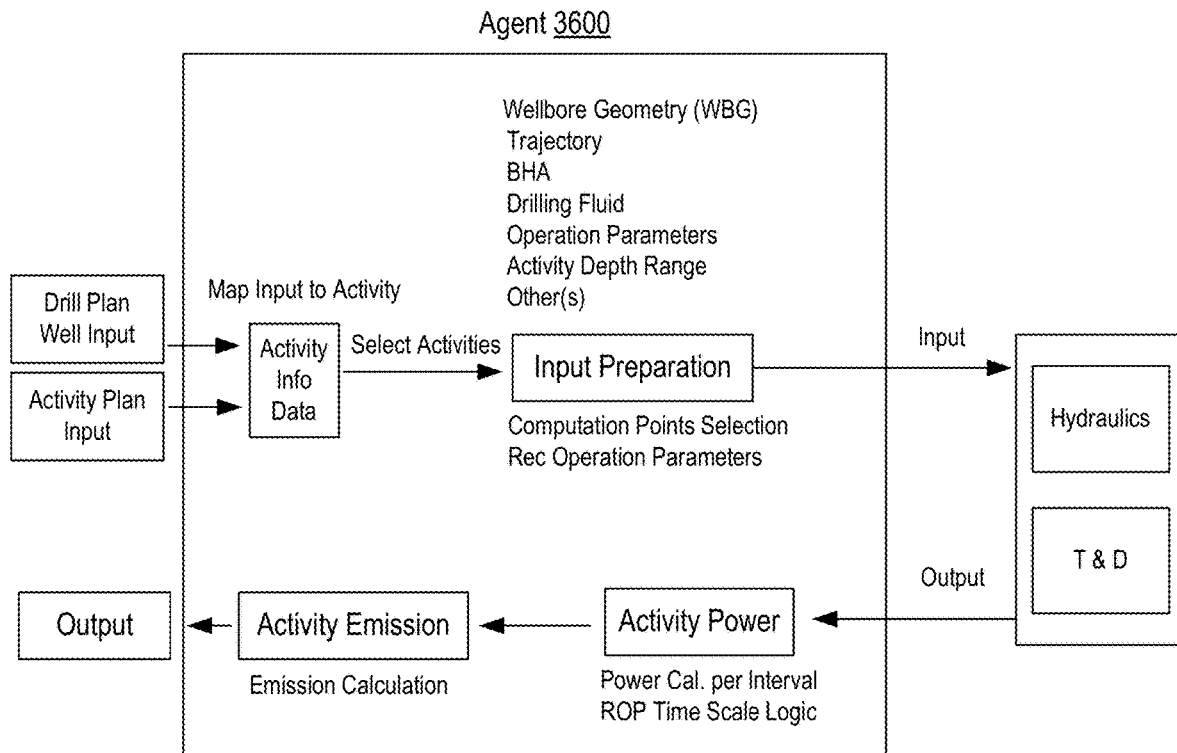 Agent 3600
Wellbore Geometry (WBG)
Trajectory
BHA
Drilling Fluid
Operation Parameters
Activity Depth Range
Other(s)
Drill Plan
Well Input
Activity Plan
Input
Map Input to Activity
Activity
Info
Data
Select Activities
Input Preparation
Computation Points Selection
Rec Operation Parameters
Input
Hydraulics
T & D
Output
Activity Power
Power Cal. per Interval
ROP Time Scale Logic
Activity Emission
Emission Calculation
Output